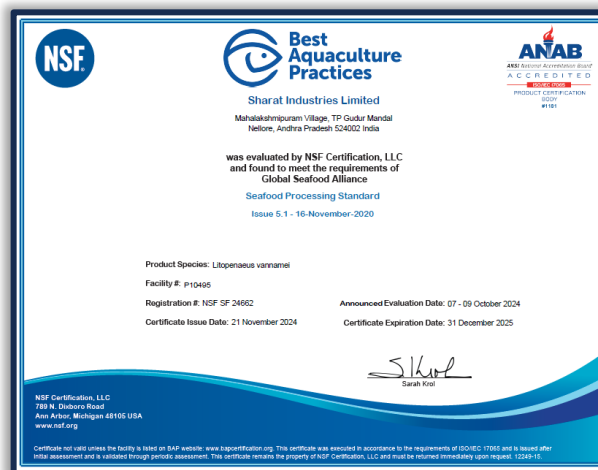 NSF.
Best
Aquaculture
Practices
ANAB
ANSI National Accreditation Board
ACCREDITED
ISO/IEC 17065
PRODUCT CERTIFICATION
BODY
#1181
Sharat Industries Limited
Mahalakshmipuram Village, TP Gudur Mandal
Nellore, Andhra Pradesh 524002 India
was evaluated by NSF Certification, LLC
and found to meet the requirements of
Global Seafood Alliance
Seafood Processing Standard
Issue 5.1 - 16-November-2020
Product Species: Litopenaeus vannamei
Facility #: P10495
Registration #: NSF SF 24662
Announced Evaluation Date: 07 - 09 October 2024
Certificate Issue Date: 21 November 2024
Certificate Expiration Date: 31 December 2025
S Krol
Sarah Krol
NSF Certification, LLC
789 N. Dixboro Road
Ann Arbor, Michigan 48105 USA
www.nsf.org
Certificate not valid unless the facility is listed on BAP website: www.bapcertification.org. This certificate was executed in accordance to the requirements of ISO/IEC 17065 and is issued after
initial assessment and is validated through periodic assessment. This certificate remains the property of NSF Certification, LLC and must be returned immediately upon request. 12249-15.